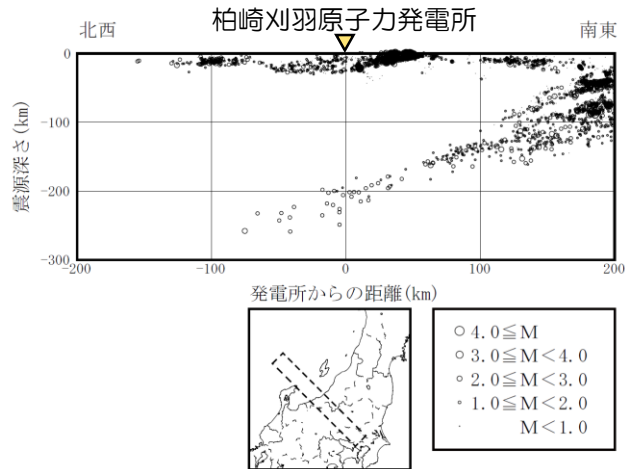 柏崎刈羽原子力発電所
北西
南東
0
-100
-200
-300
震源深さ(km)
-200
-100
0
100
200
発電所からの距離(km)
○ 4.0≦M
○ 3.0≦M<4.0
○ 2.0≦M<3.0
○ 1.0≦M<2.0
M<1.0